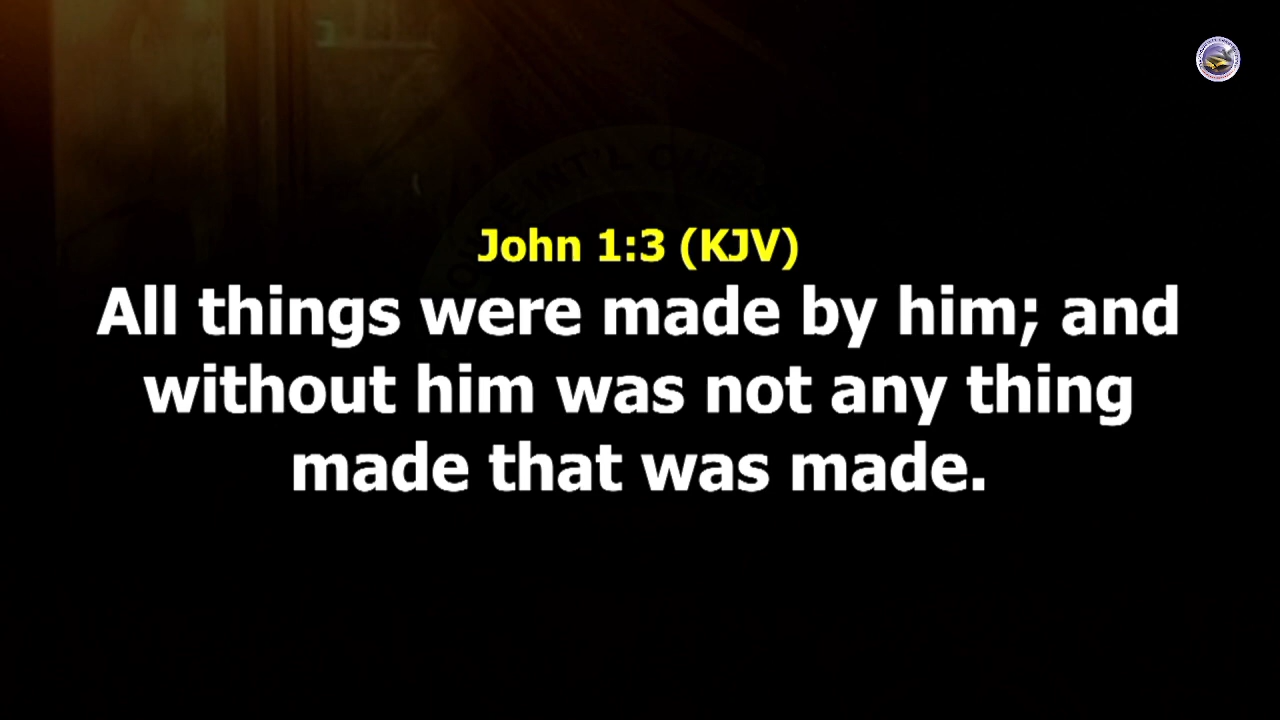 John 1:3 (KJV)
All things were made by him; and
without him was not any thing
made that was made.